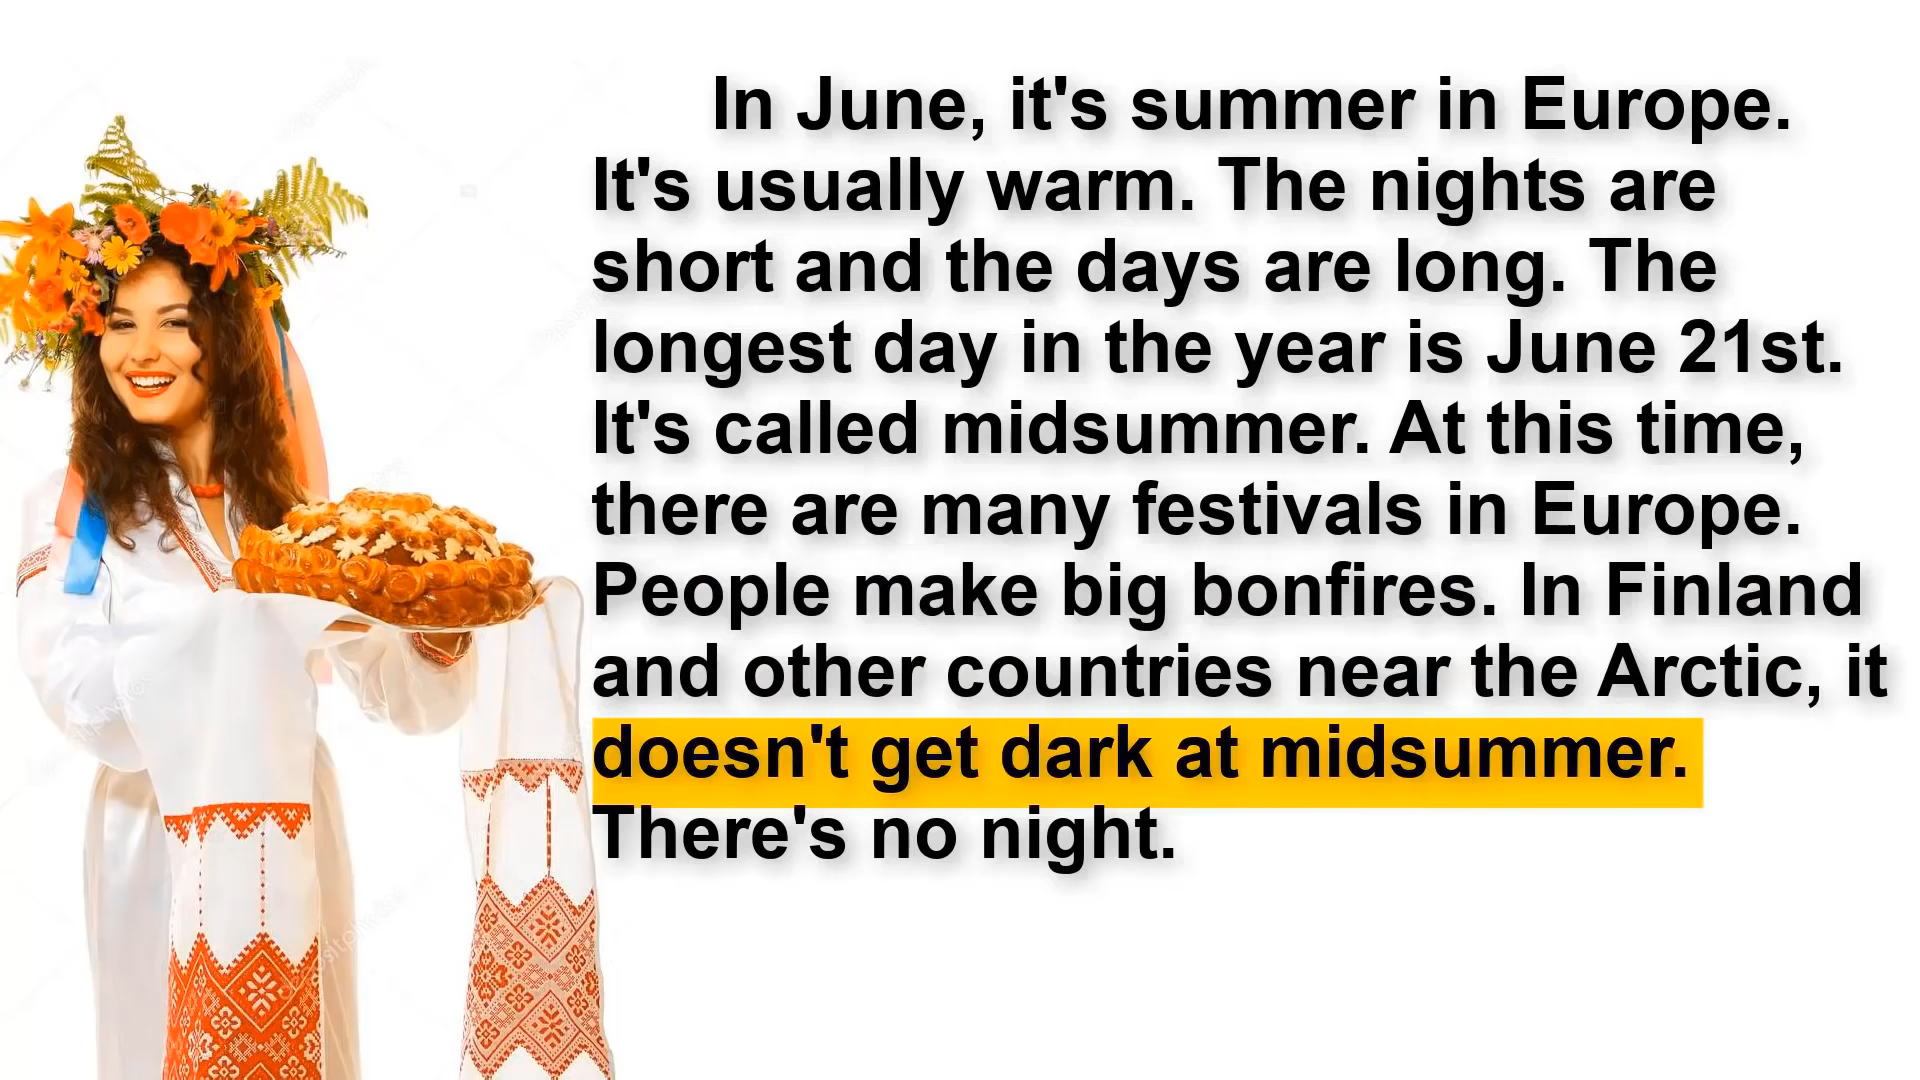 In June, it's summer in Europe.
It's usually warm. The nights are
short and the days are long. The
longest day in the year is June 21st.
It's called midsummer. At this time,
there are many festivals in Europe.
People make big bonfires. In Finland
and other countries near the Arctic, it
doesn't get dark at midsummer.
There's no night.